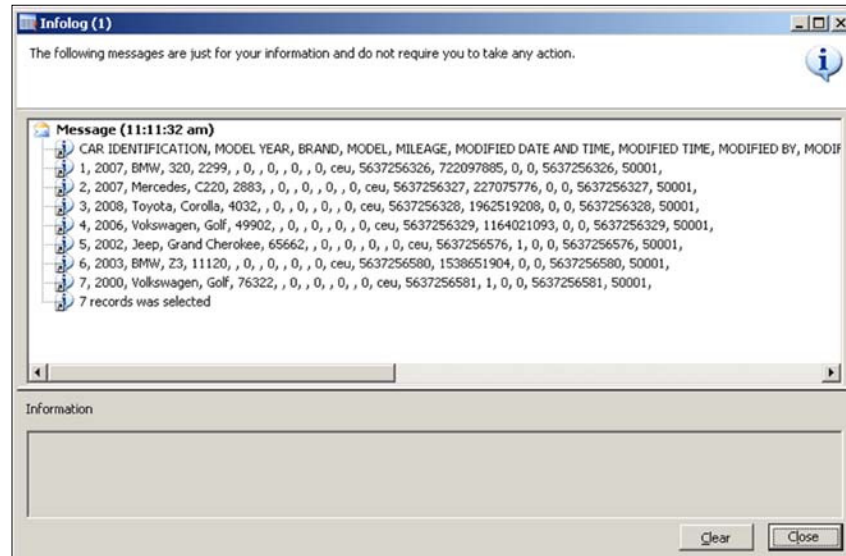 Infolog (1)
The following messages are just for your information and do not require you to take any action.
Message (11:11:32 am)
CAR IDENTIFICATION, MODEL YEAR, BRAND, MODEL, MILEAGE, MODIFIED DATE AND TIME, MODIFIED TIME, MODIFIED BY, MODIF
1, 2007, BMW, 320, 2299, , 0, , 0, , 0, , 0, ceu, 5637256326, 722097885, 0, 0, 5637256326, 50001,
2, 2007, Mercedes, C220, 2883, , 0, , 0, , 0, , 0, ceu, 5637256327, 227075776, 0, 0, 5637256327, 50001,
3, 2008, Toyota, Corolla, 4032, , 0, , 0, , 0, , 0, ceu, 5637256328, 1962519208, 0, 0, 5637256328, 50001,
4, 2006, Vokswagen, Golf, 49902, , 0, , 0, , 0, , 0, ceu, 5637256329, 1164021093, 0, 0, 5637256329, 50001,
5, 2002, Jeep, Grand Cherokee, 65662, , 0, , 0, , 0, , 0, ceu, 5637256576, 1, 0, 0, 5637256576, 50001,
6, 2003, BMW, Z3, 11120, , 0, , 0, , 0, , 0, ceu, 5637256580, 1538651904, 0, 0, 5637256580, 50001,
7, 2000, Volkswagen, Golf, 76322, , 0, , 0, , 0, , 0, ceu, 5637256581, 1, 0, 0, 5637256581, 50001,
7 records was selected
Information
Clear
Close